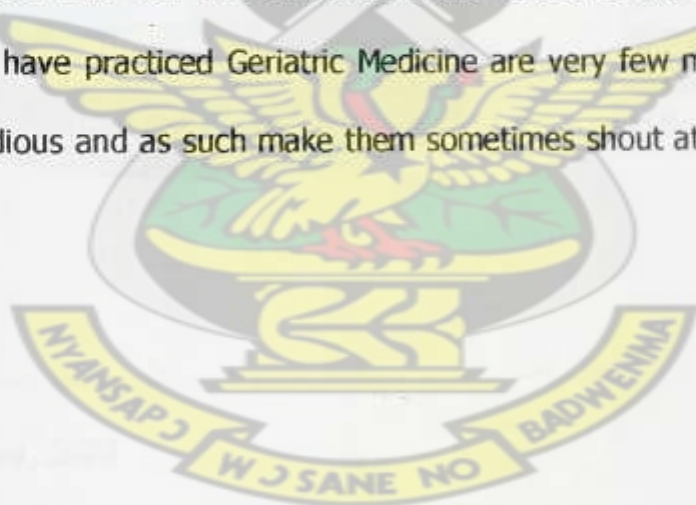 have practiced Geriatric Medicine are very few
dious and as such make them sometimes shout at
NYANSAPƆ
WƆSANE NO
BADWENMA